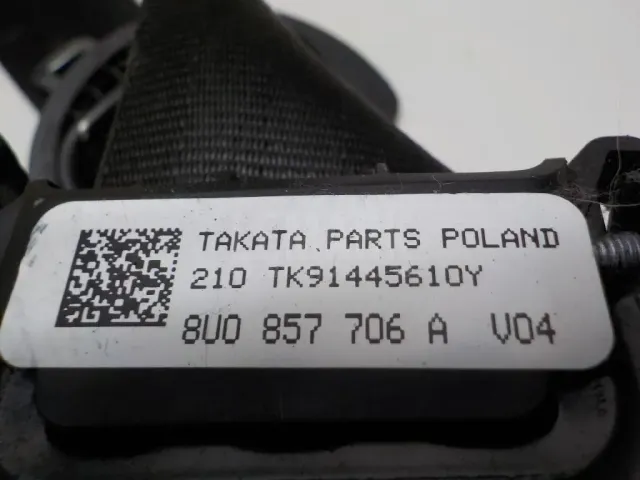 TAKATA PARTS POLAND
210 TK91445610Y
8U0 857 706 A V04